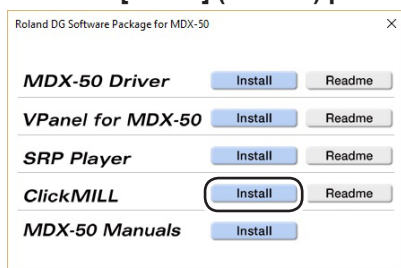 Roland DG Software Package for MDX-50
MDX-50 Driver Install Readme
VPanel for MDX-50 Install Readme
SRP Player Install Readme
ClickMILL Install Readme
MDX-50 Manuals Install